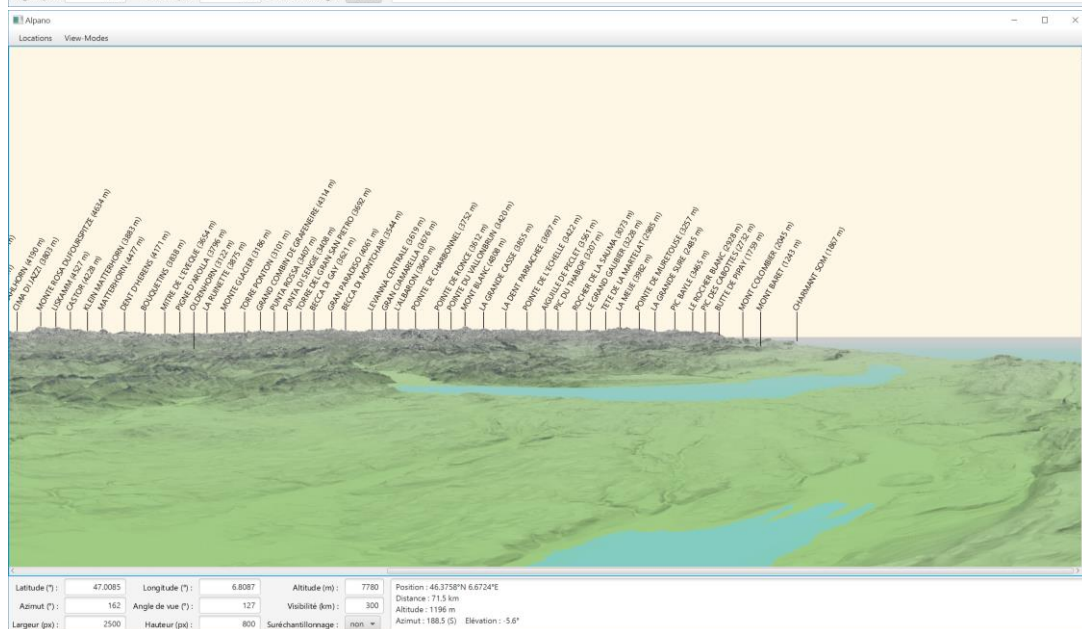 Alpano
Locations View-Modes
CIMA DI JAZZI (3803 m)
MONTE ROSA DUFOURSPITZE (4634 m)
LISKAMM (4527 m)
CASTOR (4228 m)
KLEIN MATTERHORN (3883 m)
MATTERHORN (4477 m)
DENT D'HERENS (4171 m)
BOUQUETINS (3838 m)
MITRE DE L'EVEQUE (3654 m)
PIGNE D'AROLLA (3796 m)
OLDENHORN (3122 m)
LA RUINETTE (3875 m)
MONTE GLACIER (3186 m)
TORRE PONTON (3101 m)
GRAND COMBIN DE GRAFENEIRE (4314 m)
PUNTA ROSSA (3407 m)
PUNTA DI SENGIE (3408 m)
TORRE DEL GRAN SAN PIETRO (3692 m)
BECCA DI GAY (3621 m)
GRAN PARADISO (4061 m)
BECCA DI MONTCHAIR (3544 m)
LEVANNA CENTRALE (3619 m)
GRAN CIAMARELLA (3676 m)
L'ALBARON (3640 m)
POINTE DE CHARBONNEL (3752 m)
POINTE DE RONCE (3612 m)
POINTE DU VALLONBRUN (3420 m)
MONT BLANC (4808 m)
LA GRANDE CASSE (3855 m)
LA DENT PARRACHEE (3697 m)
POINTE DE L'ECHELLE (3422 m)
AIGUILLE DE PECLET (3561 m)
PIC DU THABOR (3207 m)
ROCHER DE LA SAUMA (3073 m)
LE GRAND GALIBIER (3228 m)
TETE DE LA MARTELAT (2985 m)
LA MEIJE (3982 m)
POINTE DE MURETOUSE (3257 m)
LA GRANDE SURE (2485 m)
PIC BAYLE (3465 m)
LE ROCHER BLANC (2928 m)
PIC DES CABOTTES (2732 m)
BUTTE DE PIPAY (1739 m)
MONT COLOMBIER (2045 m)
MONT BARET (1243 m)
CHARMANT SOM (1867 m)
Latitude (°) : 47.0085 Longitude (°) : 6.8087 Altitude (m) : 7780
Azimut (°) : 162 Angle de vue (°) : 127 Visibilité (km) : 300
Largeur (px) : 2500 Hauteur (px) : 800 Suréchantillonnage : non
Position : 46.3758°N 6.6724°E
Distance : 71.5 km
Altitude : 1196 m
Azimut : 188.5 (S) Elévation : -5.6°